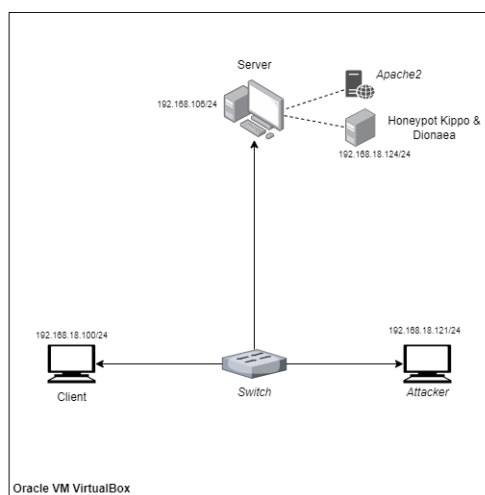 Server
Apache2
192.168.106/24
Honeypot Kippo &
Dionaea
192.168.18.124/24
192.168.18.100/24
192.168.18.121/24
Client
Switch
Attacker
Oracle VM VirtualBox